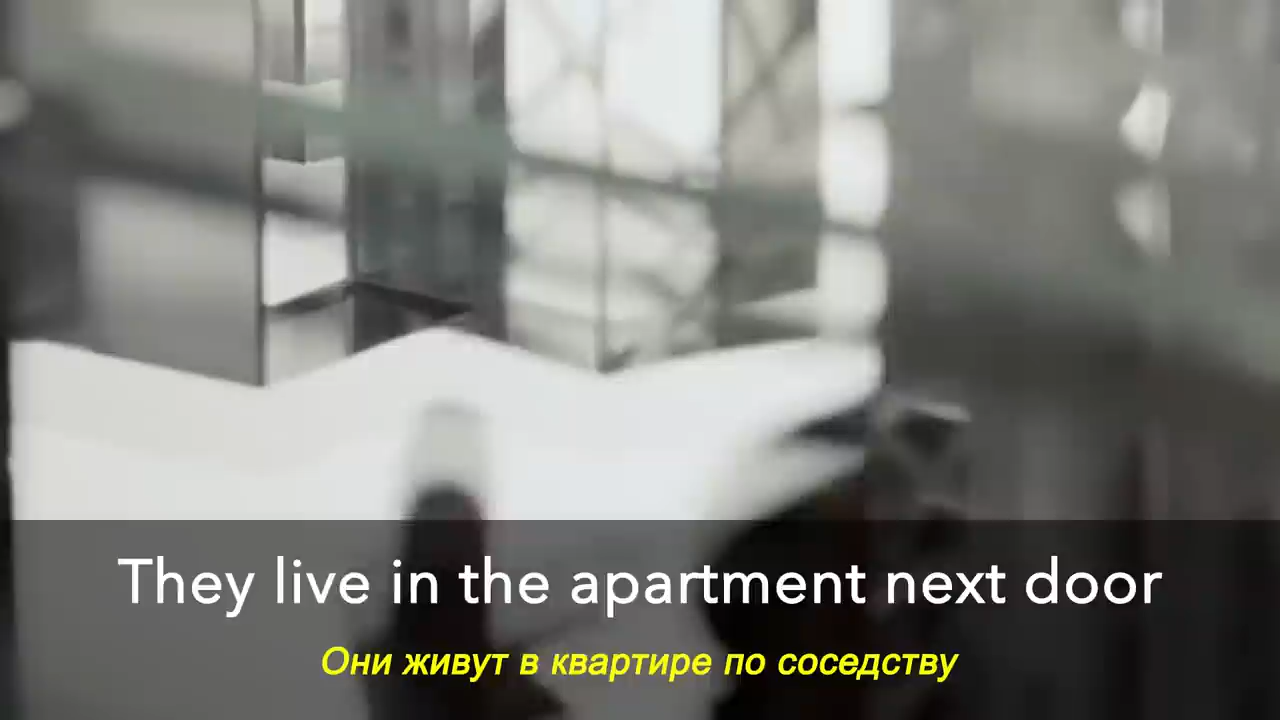 They live in the apartment next door
Они живут в квартире по соседству